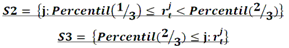 S2 = {j: Percentil(1/3) ≤ r_t^j < Percentil(2/3)}
S3 = {Percentil(2/3) ≤ j: r_t^j}